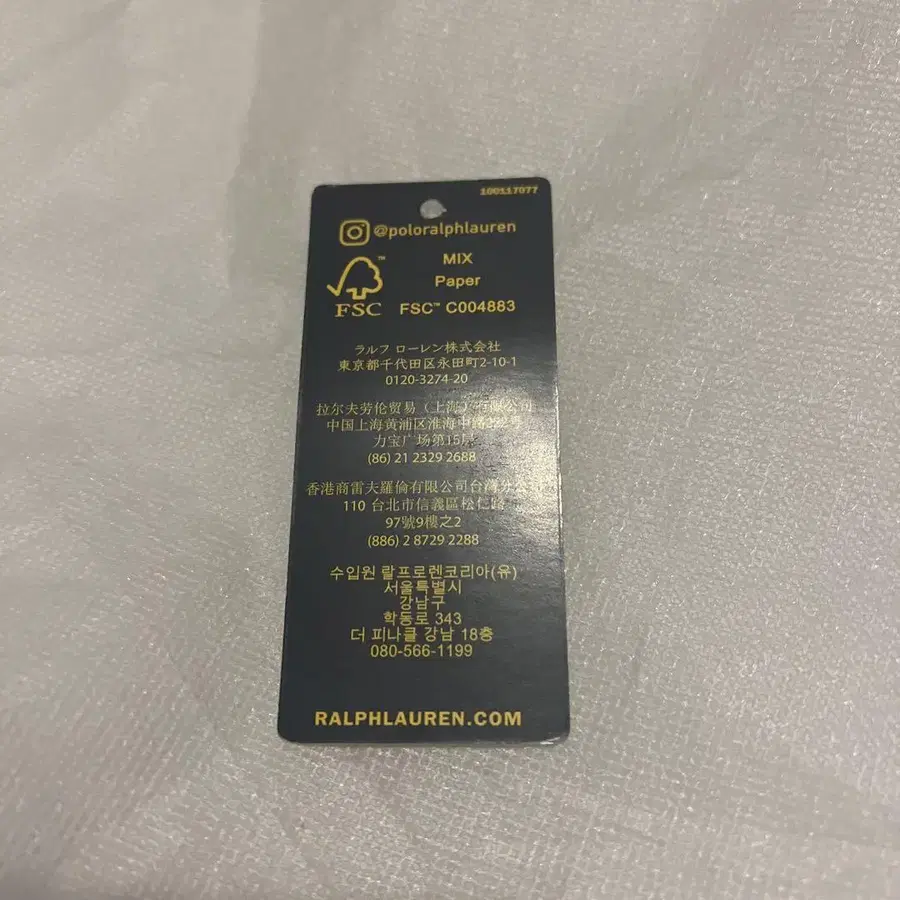 100117077
@poloralphlauren
MIX
Paper
FSC™ C004883
™
FSC
ラルフ ローレン株式会社
東京都千代田区永田町2-10-1
0120-3274-20
拉尔夫劳伦贸易（上海）有限公司
中国上海黄浦区淮海中路222号
力宝广场第15层
(86) 21 2329 2688
香港商雷夫羅倫有限公司台灣分公司
110 台北市信義區松仁路
97號9樓之2
(886) 2 8729 2288
수입원 랄프로렌코리아(유)
서울특별시
강남구
학동로 343
더 피나클 강남 18층
080-566-1199
RALPHLAUREN.COM